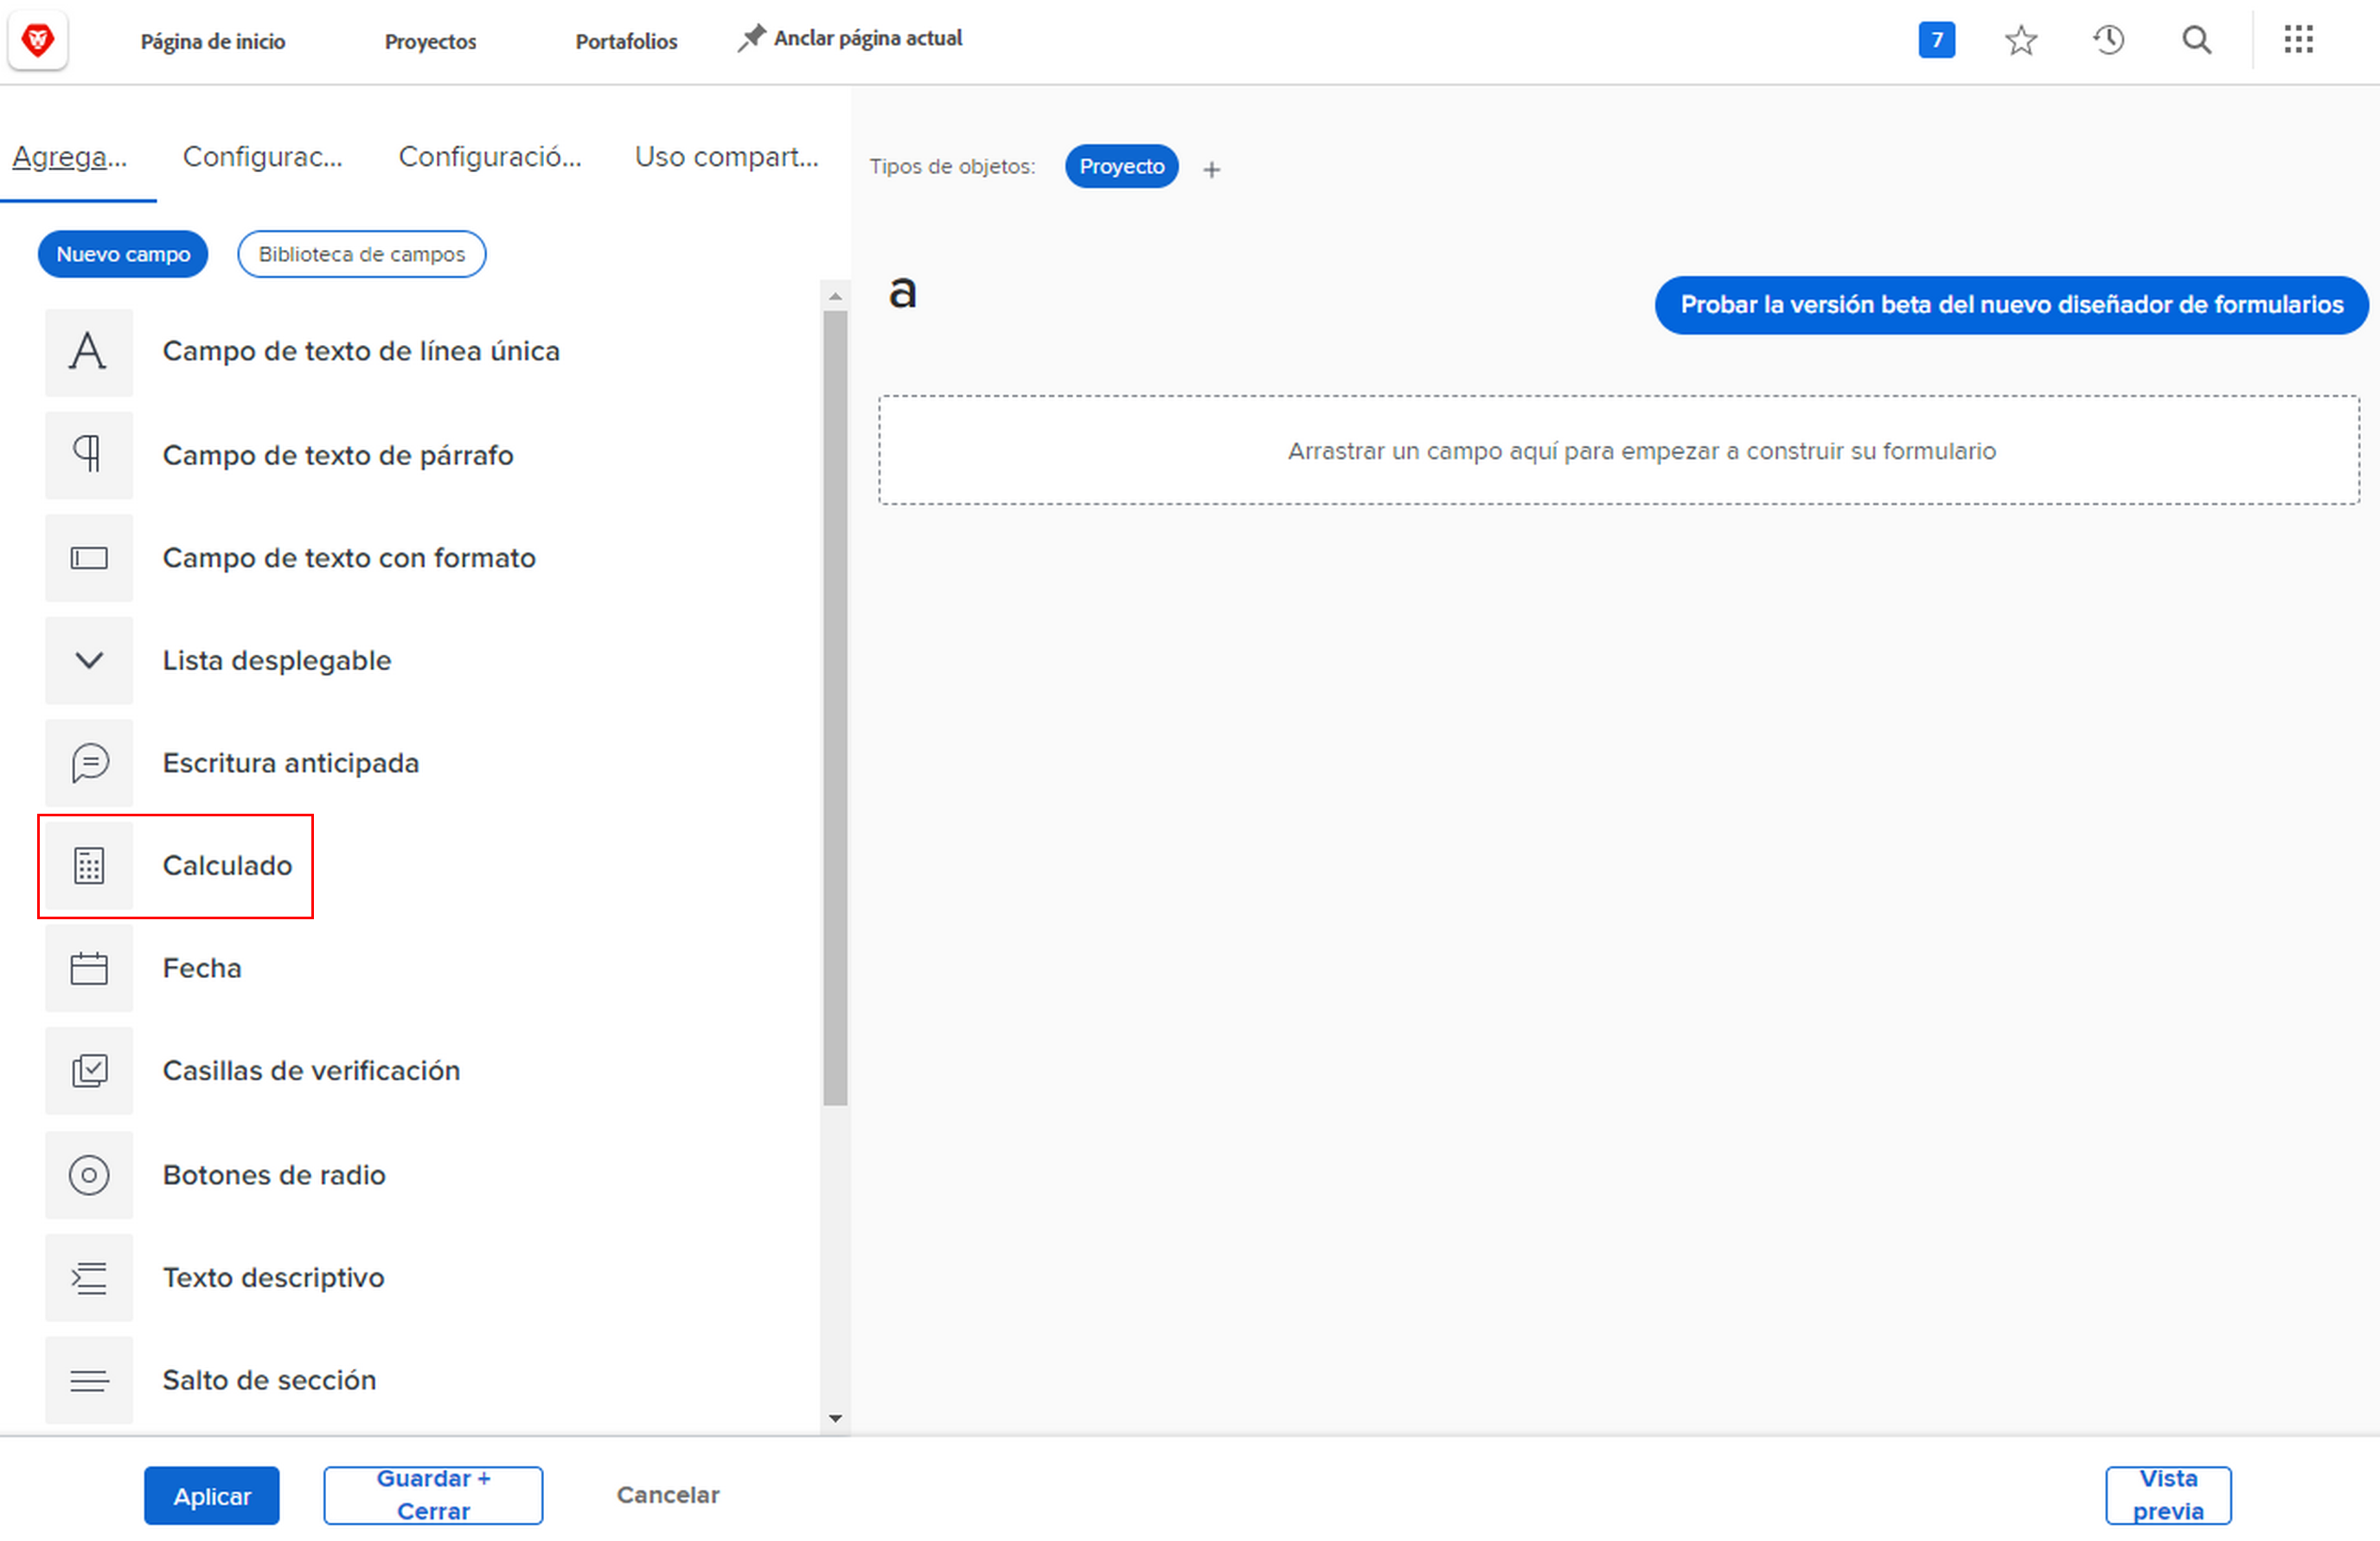 Página de inicio
Proyectos
Portafolios
Anclar página actual
7
Agrega...
Configurac...
Configuració...
Uso compart...
Tipos de objetos:
Proyecto
+
Nuevo campo
Biblioteca de campos
a
Probar la versión beta del nuevo diseñador de formularios
Campo de texto de línea única
Arrastrar un campo aquí para empezar a construir su formulario
Campo de texto de párrafo
Campo de texto con formato
Lista desplegable
Escritura anticipada
Calculado
Fecha
Casillas de verificación
Botones de radio
Texto descriptivo
Salto de sección
Aplicar
Guardar +
Cerrar
Cancelar
Vista
previa